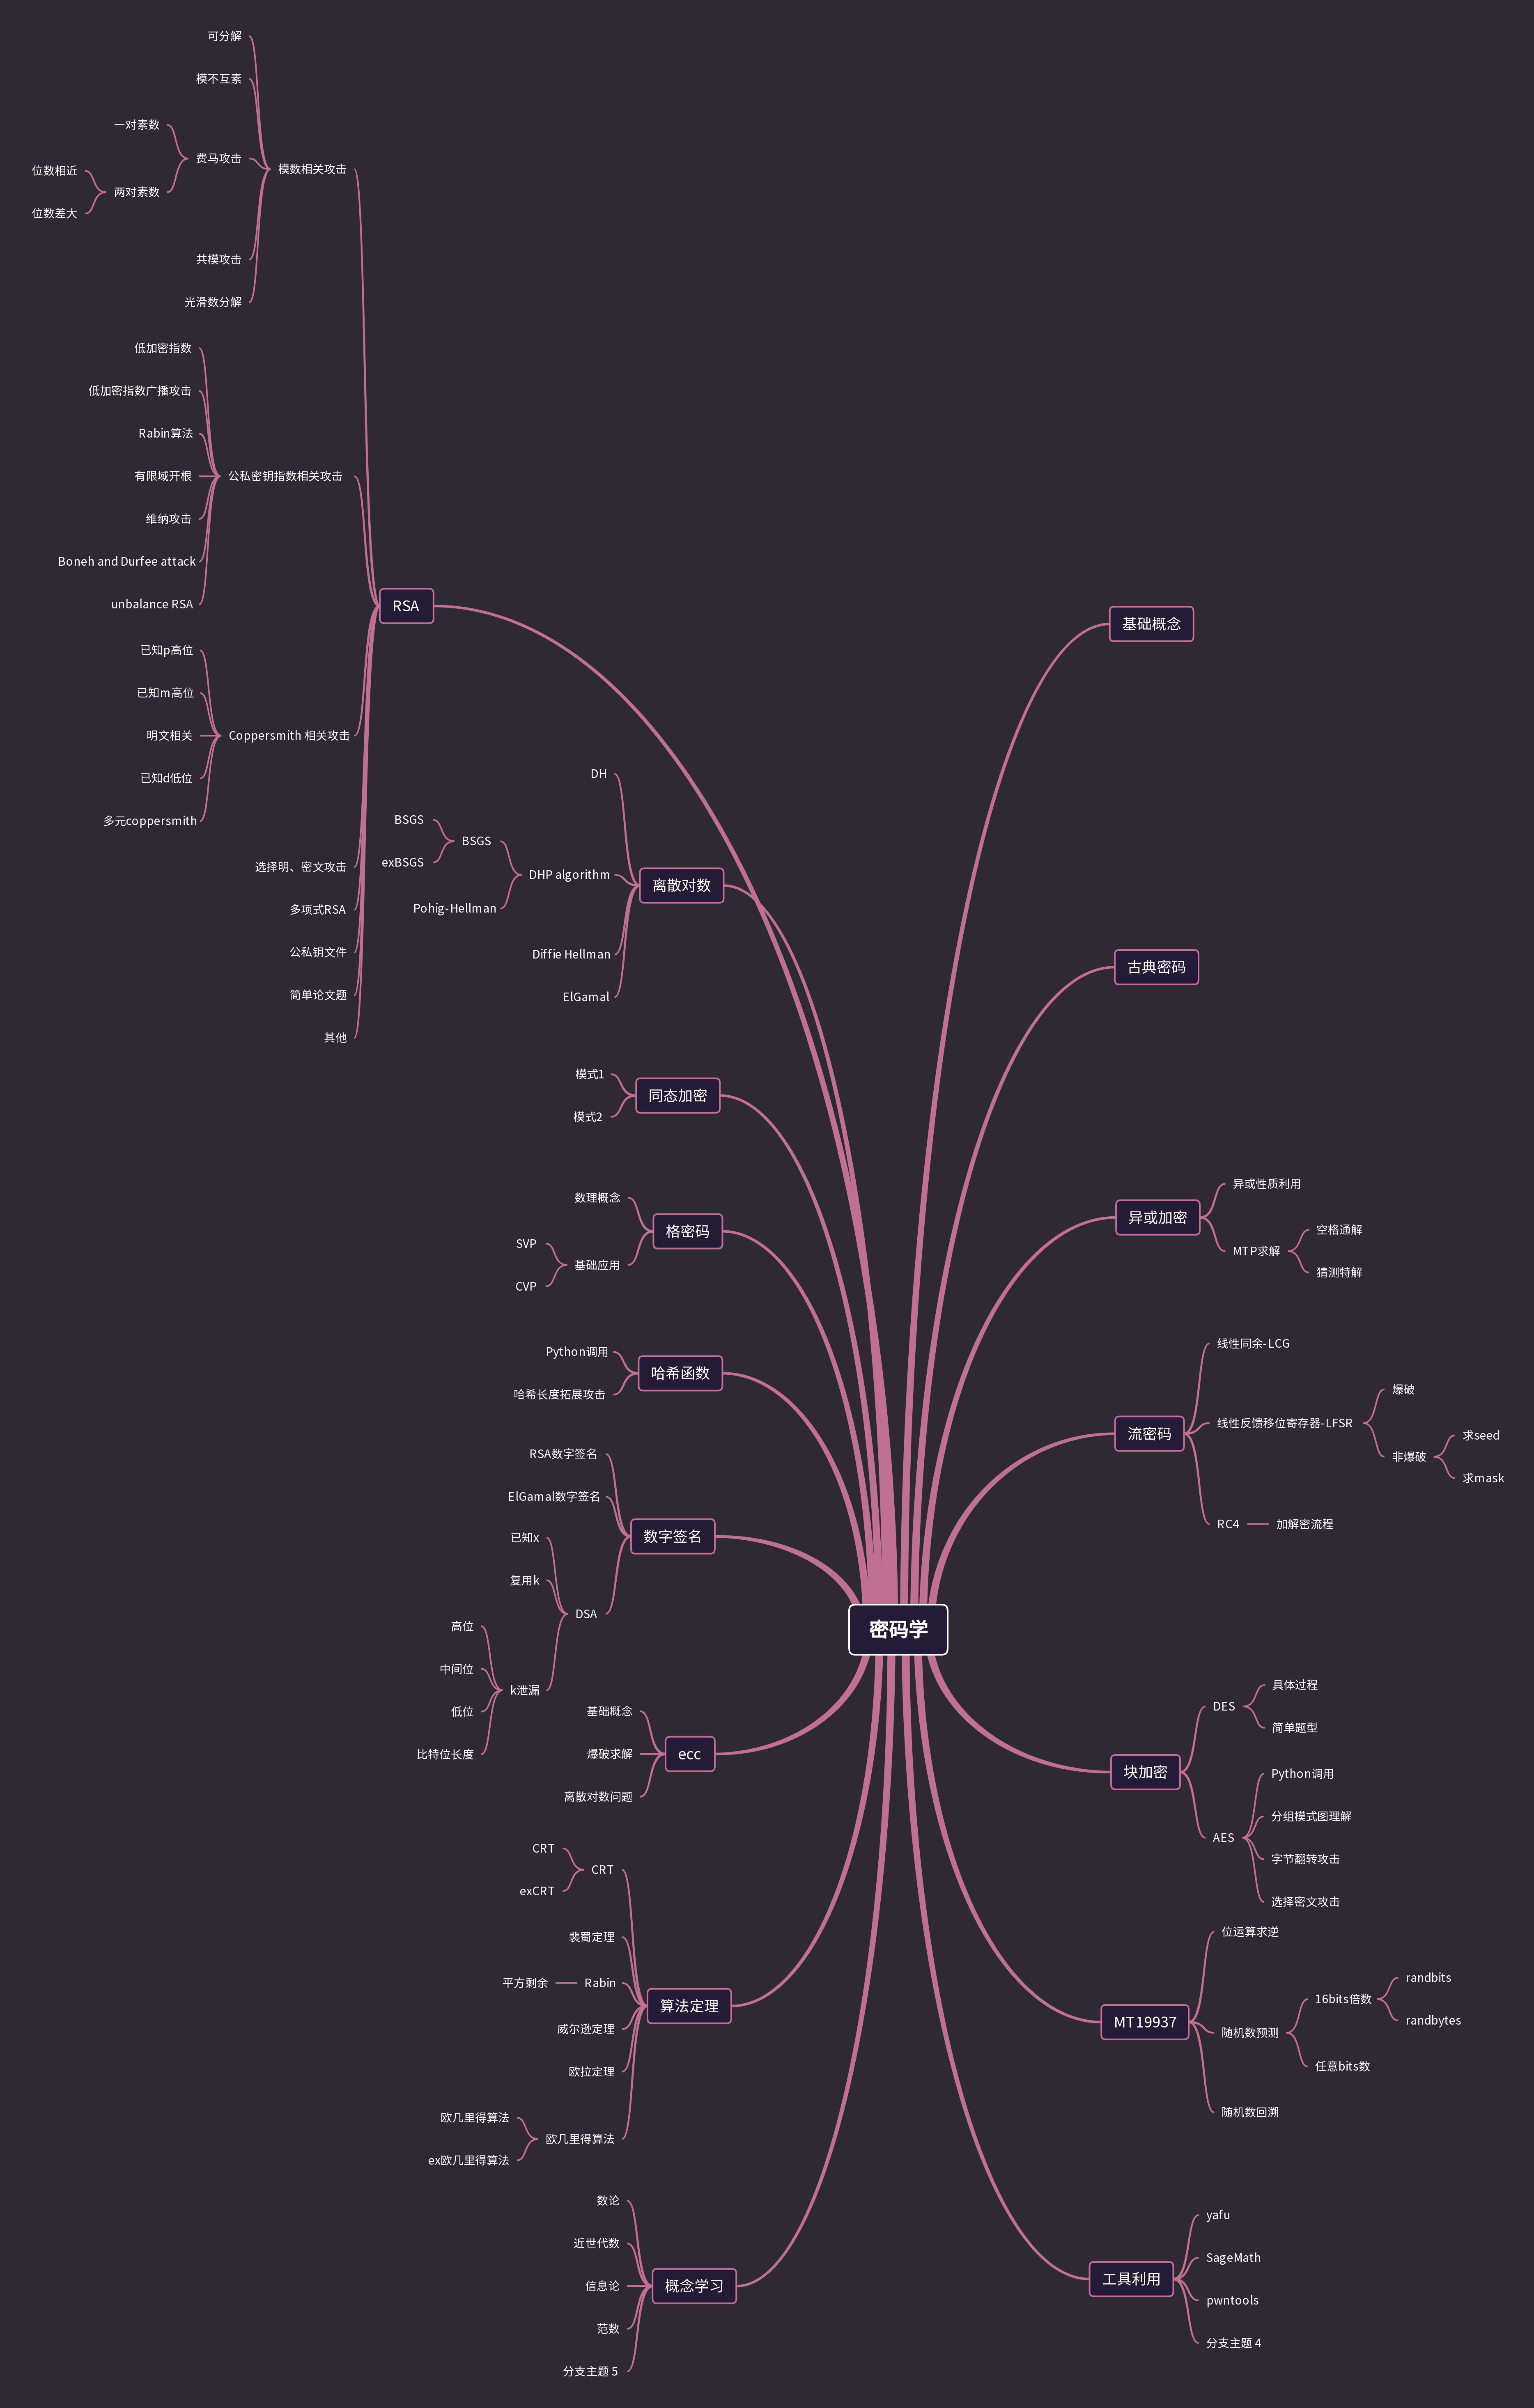 密码学
RSA
模数相关攻击
可分解
模不互素
费马攻击
一对素数
两对素数
位数相近
位数差大
共模攻击
光滑数分解
公私密钥指数相关攻击
低加密指数
低加密指数广播攻击
Rabin算法
有限域开根
维纳攻击
Boneh and Durfee attack
unbalance RSA
Coppersmith 相关攻击
已知p高位
已知m高位
明文相关
已知d低位
多元coppersmith
选择明、密文攻击
多项式RSA
公私钥文件
简单论文题
其他
离散对数
DH
DHP algorithm
BSGS
BSGS
exBSGS
Pohig-Hellman
Diffie Hellman
ElGamal
同态加密
模式1
模式2
格密码
数理概念
基础应用
SVP
CVP
哈希函数
Python调用
哈希长度拓展攻击
数字签名
RSA数字签名
ElGamal数字签名
DSA
已知x
复用k
k泄漏
高位
中间位
低位
比特位长度
ecc
基础概念
爆破求解
离散对数问题
算法定理
CRT
CRT
exCRT
裴蜀定理
Rabin
平方剩余
威尔逊定理
欧拉定理
欧几里得算法
欧几里得算法
ex欧几里得算法
概念学习
数论
近世代数
信息论
范数
分支主题 5
基础概念
古典密码
异或加密
异或性质利用
MTP求解
空格通解
猜测特解
流密码
线性同余-LCG
线性反馈移位寄存器-LFSR
爆破
非爆破
求seed
求mask
RC4
加解密流程
块加密
DES
具体过程
简单题型
AES
Python调用
分组模式图理解
字节翻转攻击
选择密文攻击
MT19937
位运算求逆
随机数预测
16bits倍数
randbits
randbytes
任意bits数
随机数回溯
工具利用
yafu
SageMath
pwntools
分支主题 4